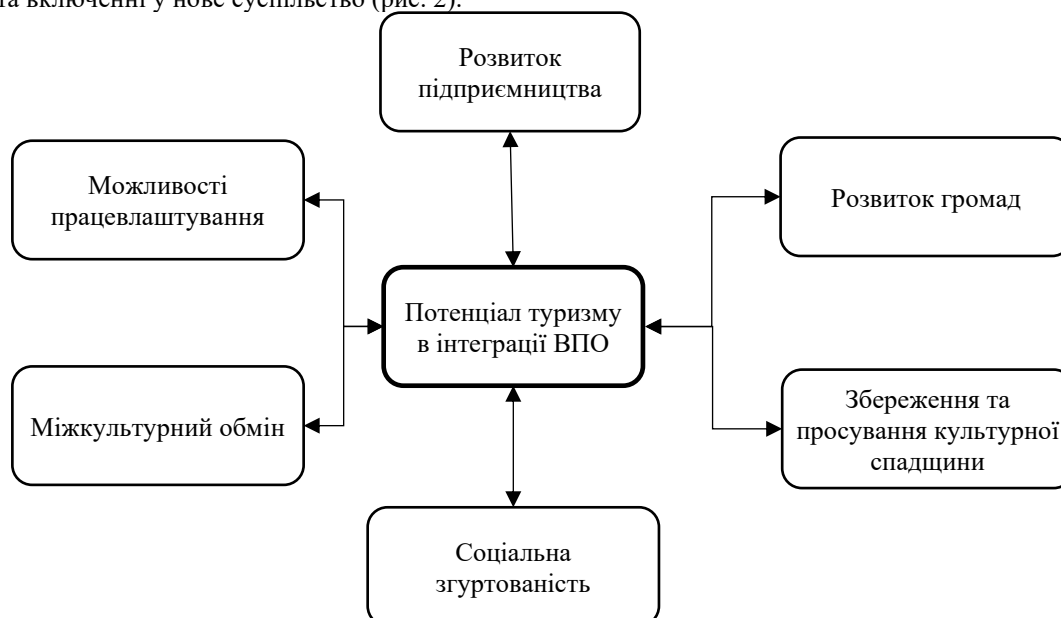 та включенні у нове суспільство (рис. 2).
Розвиток
підприємництва
Можливості
працевлаштування
Розвиток громад
Потенціал туризму
в інтеграції ВПО
Міжкультурний обмін
Збереження та
просування культурної
спадщини
Соціальна
згуртованість